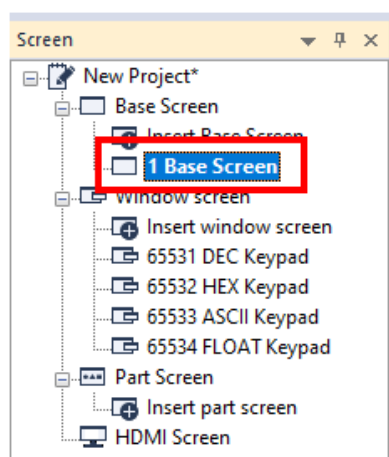 Screen
New Project*
Base Screen
Insert Base Screen
1 Base Screen
Window screen
Insert window screen
65531 DEC Keypad
65532 HEX Keypad
65533 ASCII Keypad
65534 FLOAT Keypad
Part Screen
Insert part screen
HDMI Screen